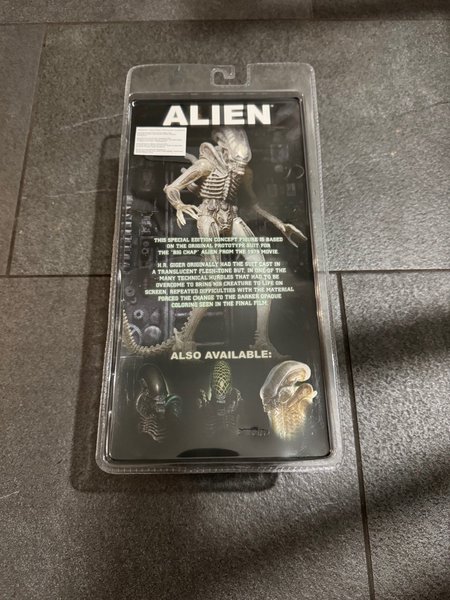 ALIEN
THIS SPECIAL EDITION CONCEPT FIGURE IS BASED
ON THE ORIGINAL PROTOTYPE SUIT FOR
THE "BIG CHAP" ALIEN FROM THE 1979 MOVIE.
H.R. GIGER ORIGINALLY HAD THE SUIT CAST IN
A TRANSLUCENT FLESH-TONE BUT, IN ONE OF THE
MANY TECHNICAL HURDLES THAT HAD TO BE
OVERCOME TO BRING HIS CREATURE TO LIFE ON
SCREEN, REPEATED DIFFICULTIES WITH THE MATERIAL
FORCED THE CHANGE TO THE DARKER OPAQUE
COLORING SEEN IN THE FINAL FILM.
ALSO AVAILABLE: